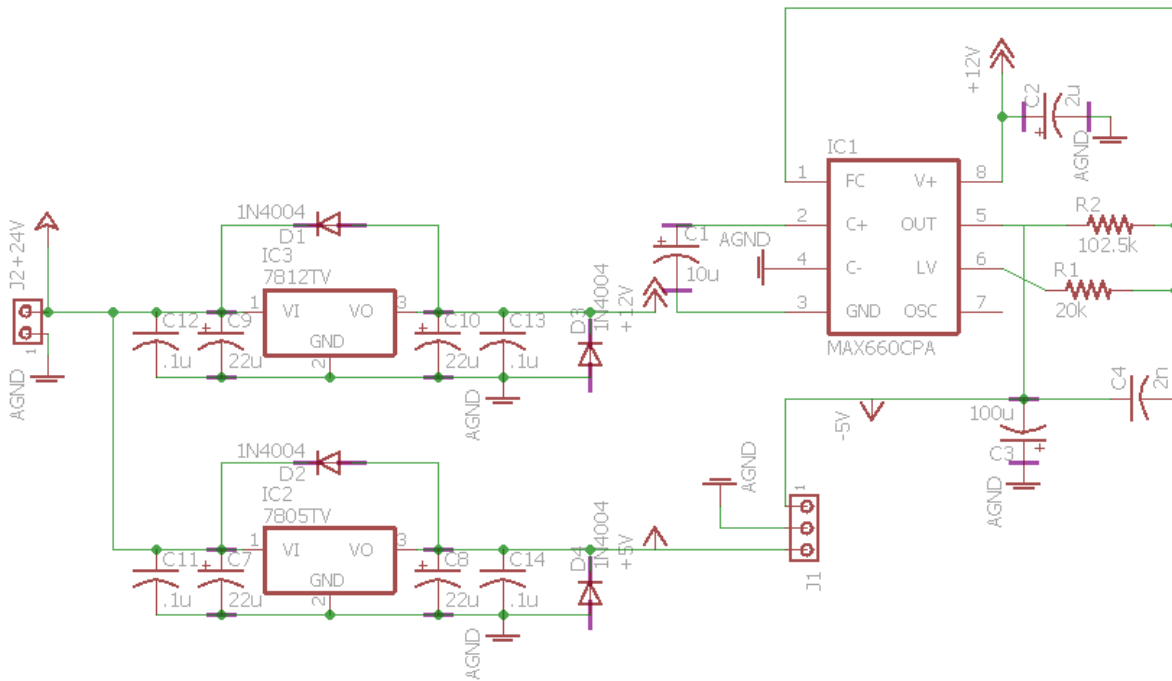 +12V
C2
2u
AGND
IC1
1
FC
V+
8
2
C+
OUT
5
4
C-
LV
6
3
GND
OSC
7
MAX660CPA
R2
102.5k
R1
20k
C1
10u
AGND
J2
+24V
1
AGND
1N4004
D1
IC3
7812TV
1
VI
VO
3
GND
2
C12
.1u
C9
22u
C10
22u
C13
.1u
D3
1N4004
+12V
AGND
1N4004
D2
IC2
7805TV
1
VI
VO
3
GND
2
C11
.1u
C7
22u
C8
22u
C14
.1u
D4
1N4004
+5V
AGND
AGND
-5V
1
J1
100u
C3
AGND
C4
2n